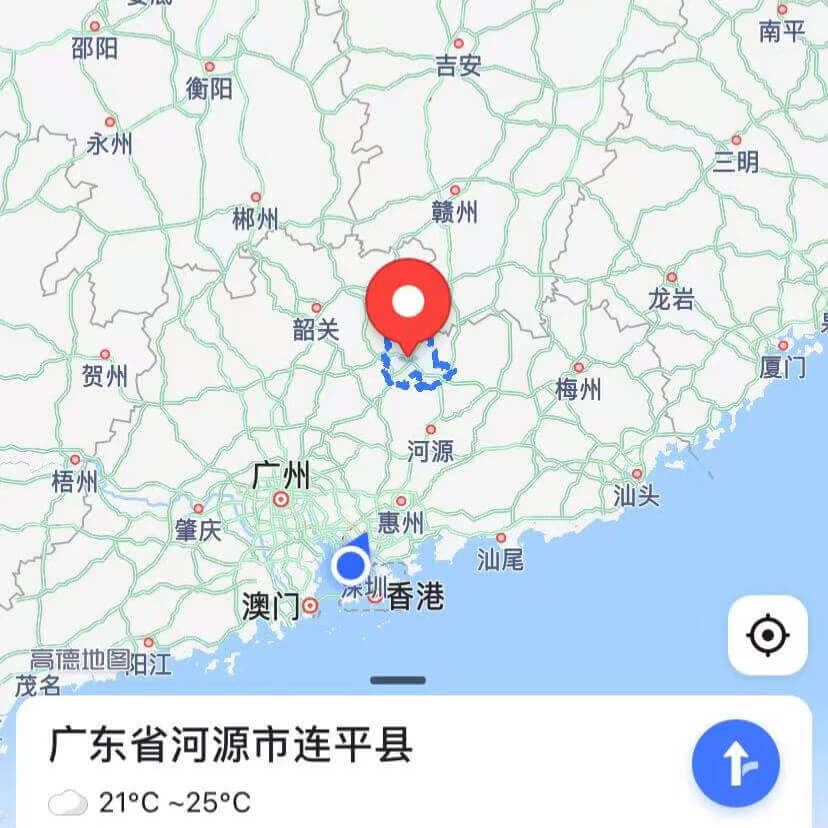 娄底
邵阳
南平
吉安
衡阳
永州
三明
郴州
赣州
龙岩
韶关
厦门
贺州
梅州
河源
广州
梧州
汕头
肇庆
惠州
汕尾
深圳
香港
澳门
高德地图
阳江
茂名
广东省河源市连平县
21°C ~25°C